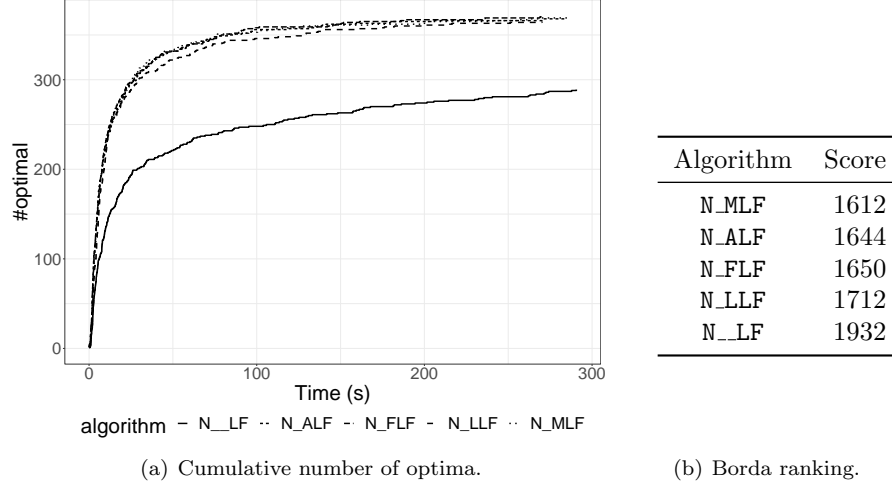 300
200
100
0
#optimal
0 100 200 300
Time (s)
algorithm N__LF N_ALF N_FLF N_LLF N_MLF
(a) Cumulative number of optima.
Algorithm Score
N_MLF 1612
N_ALF 1644
N_FLF 1650
N_LLF 1712
N__LF 1932
(b) Borda ranking.